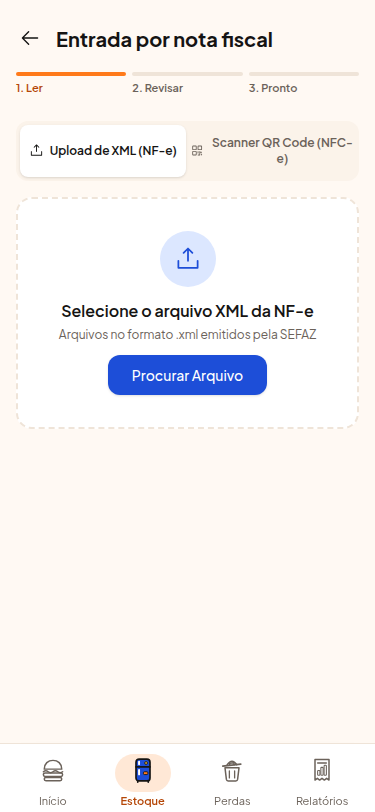 Entrada por nota fiscal
1. Ler
2. Revisar
3. Pronto
Upload de XML (NF-e)
Scanner QR Code (NFC-
e)
Selecione o arquivo XML da NF-e
Arquivos no formato .xml emitidos pela SEFAZ
Procurar Arquivo
Início
Estoque
Perdas
Relatórios